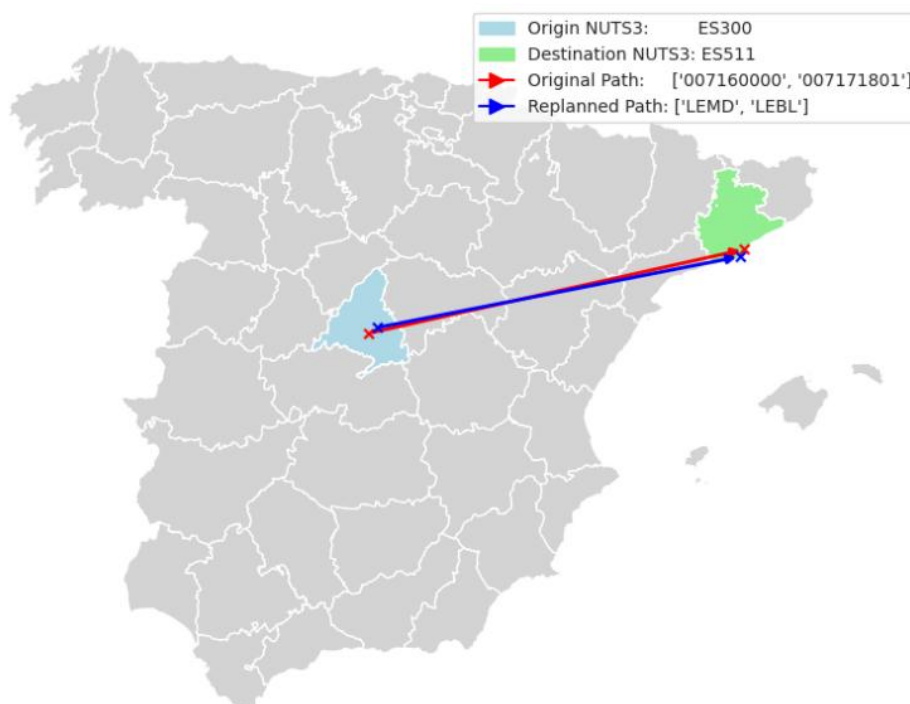 Origin NUTS3: ES300
Destination NUTS3: ES511
Original Path: ['007160000', '007171801']
Replanned Path: ['LEMD', 'LEBL']